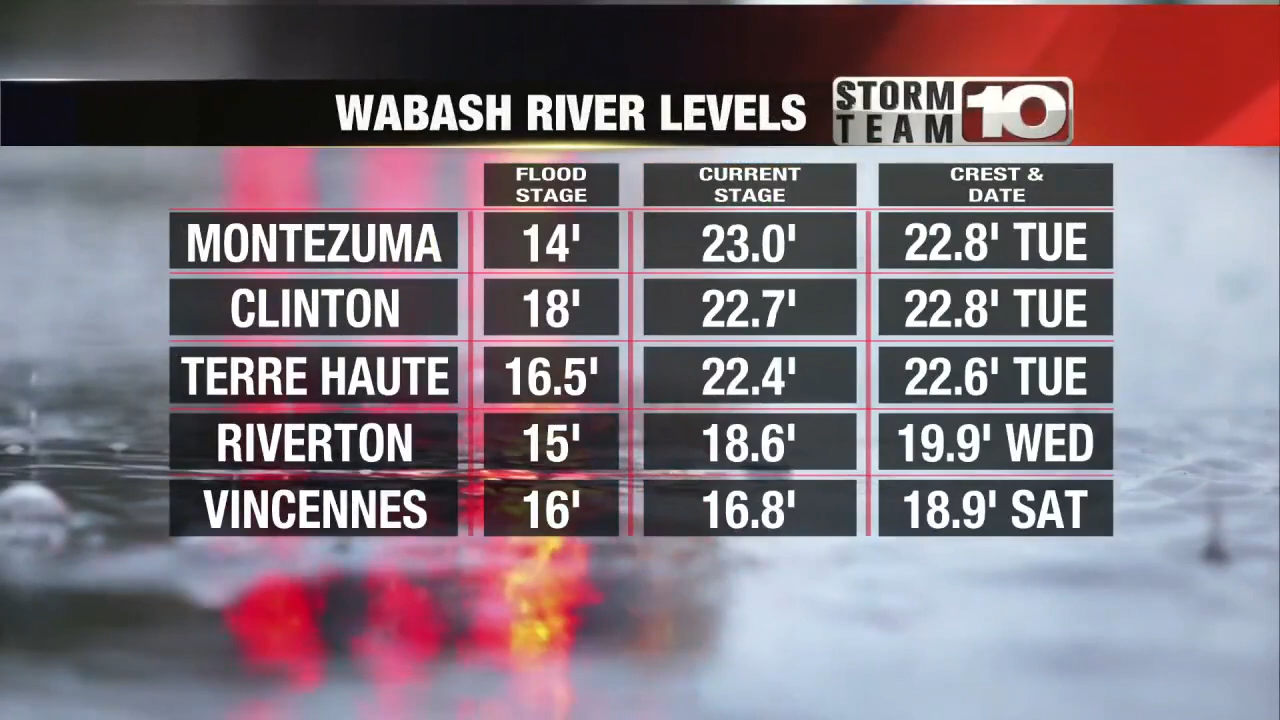 WABASH RIVER LEVELS
STORM
TEAM
10
FLOOD
STAGE
CURRENT
STAGE
CREST &
DATE
MONTEZUMA 14' 23.0' 22.8' TUE
CLINTON 18' 22.7' 22.8' TUE
TERRE HAUTE 16.5' 22.4' 22.6' TUE
RIVERTON 15' 18.6' 19.9' WED
VINCENNES 16' 16.8' 18.9' SAT